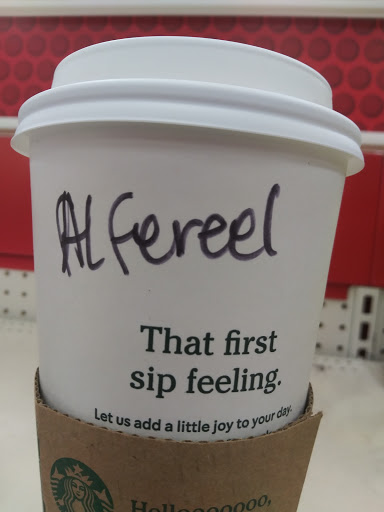 ALfereel
That first
sip feeling.
Let us add a little joy to your day.